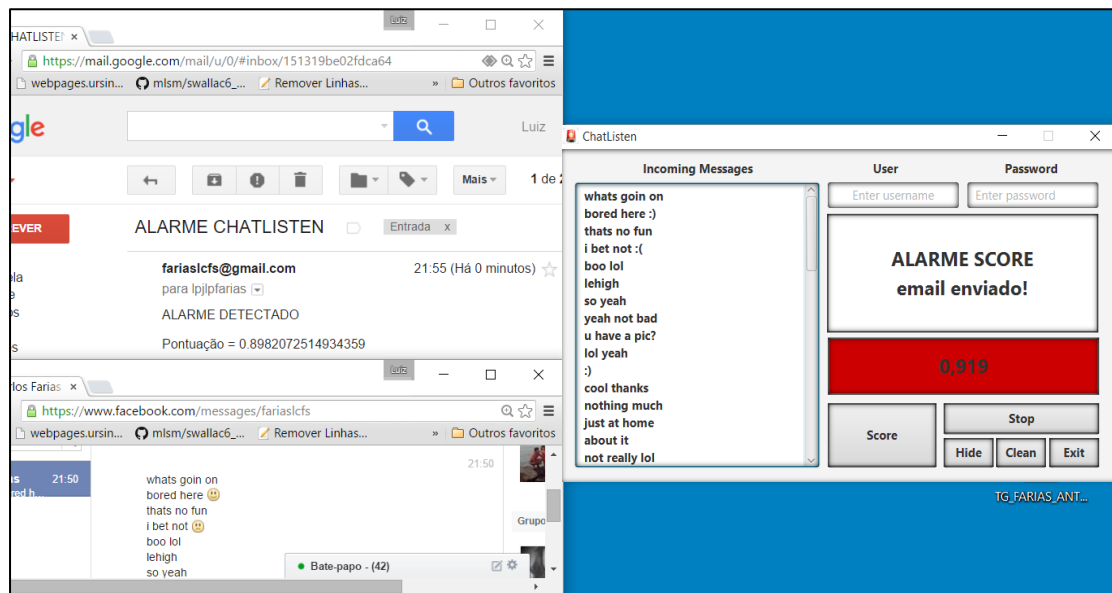 Luiz
HATLISTEN ×
https://mail.google.com/mail/u/0/#inbox/151319be02fdca64
webpages.ursin... mlsm/swallac6_... Remover Linhas... » Outros favoritos
gle
Luiz
Mais
1 de
EVER
ALARME CHATLISTEN
Entrada x
fariaslcfs@gmail.com
21:55 (Há 0 minutos)
para lpjlpfarias
ALARME DETECTADO
Pontuação = 0.8982072514934359
Luiz
rlos Farias ×
https://www.facebook.com/messages/fariaslcfs
webpages.ursin... mlsm/swallac6_... Remover Linhas... » Outros favoritos
21:50
21:50
whats goin on
bored here
thats no fun
i bet not
boo lol
lehigh
so yeah
Grupo
Bate-papo - (42)
ChatListen
Incoming Messages
User
Password
Enter username
Enter password
whats goin on
bored here :)
thats no fun
i bet not :(
boo lol
lehigh
so yeah
yeah not bad
u have a pic?
lol yeah
:)
cool thanks
nothing much
just at home
about it
not really lol
ALARME SCORE
email enviado!
0,919
Score
Stop
Hide
Clean
Exit
TG_FARIAS_ANT...